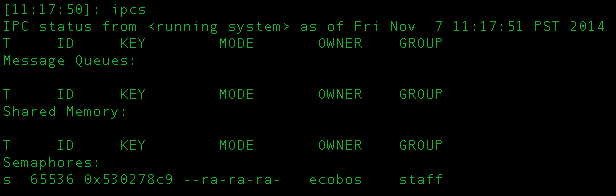 [11:17:50]: ipcs
IPC status from <running system> as of Fri Nov  7 11:17:51 PST 2014
T     ID     KEY        MODE       OWNER    GROUP
Message Queues:
T     ID     KEY        MODE       OWNER    GROUP
Shared Memory:
T     ID     KEY        MODE       OWNER    GROUP
Semaphores:
s  65536 0x530278c9 --ra-ra-ra-   ecobos    staff